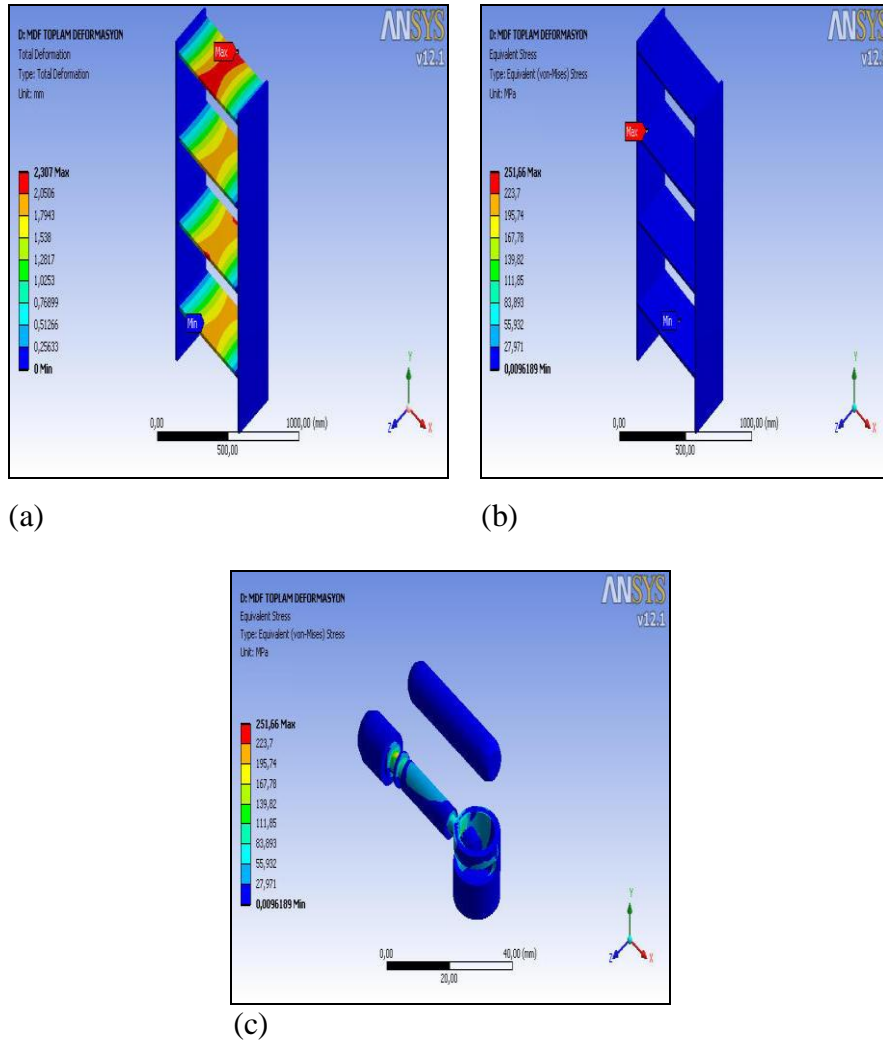 D: MDF TOPLAM DEFORMASYON
Total Deformation
Type: Total Deformation
Unit: mm
ANSYS
v12.1
Max
2,307 Max
2,0506
1,7943
1,538
1,2817
1,0253
0,76899
0,51266
0,25633
0 Min
Min
0,00
1000,00 (mm)
500,00
Y
Z
X
(a)
D: MDF TOPLAM DEFORMASYON
Equivalent Stress
Type: Equivalent (von-Mises) Stress
Unit: MPa
ANSYS
v12.1
Max
251,66 Max
223,7
195,74
167,78
139,82
111,85
83,893
55,932
27,971
0,0096189 Min
Min
0,00
1000,00 (mm)
500,00
Y
Z
X
(b)
D: MDF TOPLAM DEFORMASYON
Equivalent Stress
Type: Equivalent (von-Mises) Stress
Unit: MPa
ANSYS
v12.1
251,66 Max
223,7
195,74
167,78
139,82
111,85
83,893
55,932
27,971
0,0096189 Min
0,00
40,00 (mm)
20,00
Y
Z
X
(c)